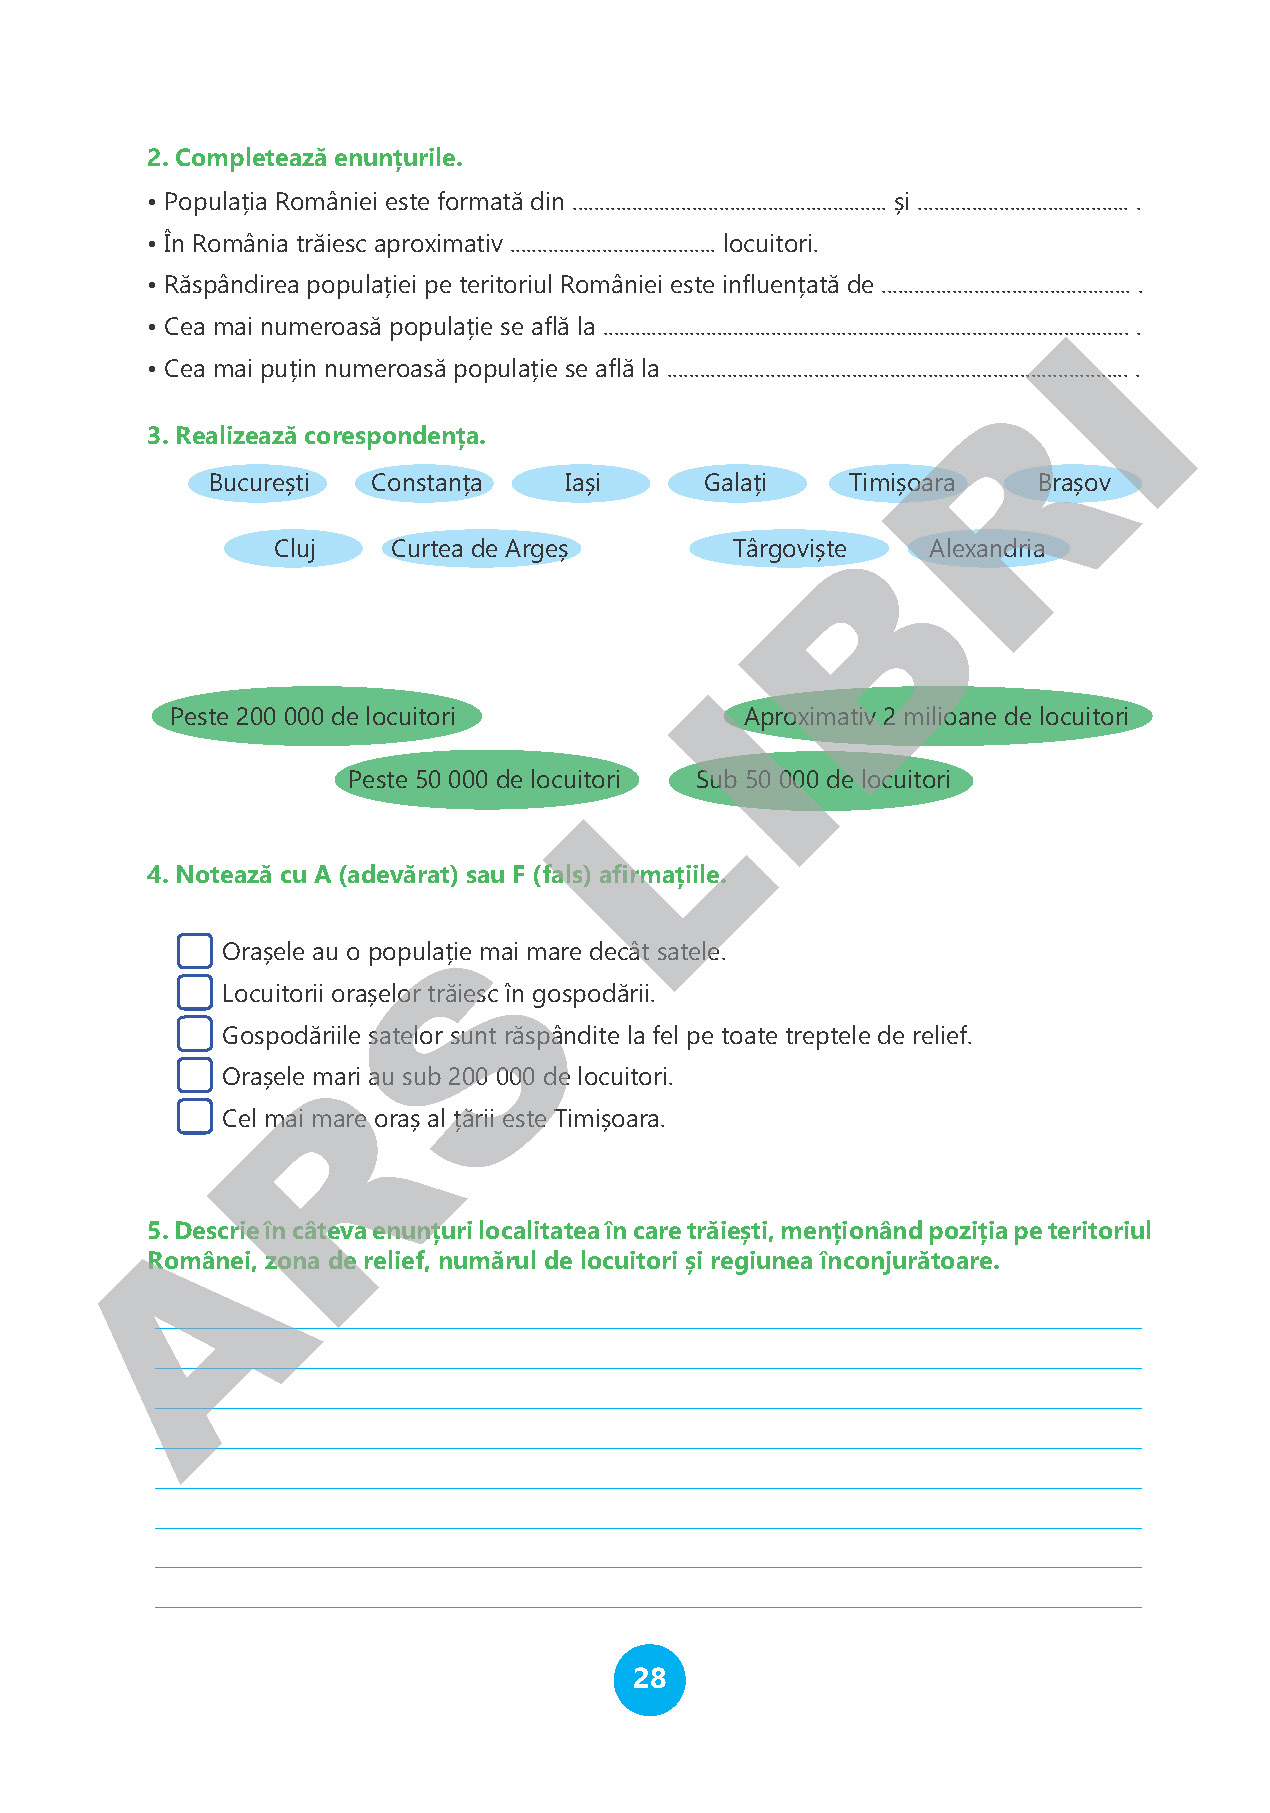 2. Completează enunțurile.
• Populația României este formată din ......................................................... și ...................................... .
• În România trăiesc aproximativ ..................................... locuitori.
• Răspândirea populației pe teritoriul României este influențată de ............................................. .
• Cea mai numeroasă populație se află la ................................................................................................ .
• Cea mai puțin numeroasă populație se află la .................................................................................... .
3. Realizează corespondența.
București Constanța Iași Galați Timișoara Brașov
Cluj Curtea de Argeș Târgoviște Alexandria
Peste 200 000 de locuitori Aproximativ 2 milioane de locuitori
Peste 50 000 de locuitori Sub 50 000 de locuitori
4. Notează cu A (adevărat) sau F (fals) afirmațiile.
Orașele au o populație mai mare decât satele.
Locuitorii orașelor trăiesc în gospodării.
Gospodăriile satelor sunt răspândite la fel pe toate treptele de relief.
Orașele mari au sub 200 000 de locuitori.
Cel mai mare oraș al țării este Timișoara.
5. Descrie în câteva enunțuri localitatea în care trăiești, menționând poziția pe teritoriul
Românei, zona de relief, numărul de locuitori și regiunea înconjurătoare.
28
ARS LIBRI